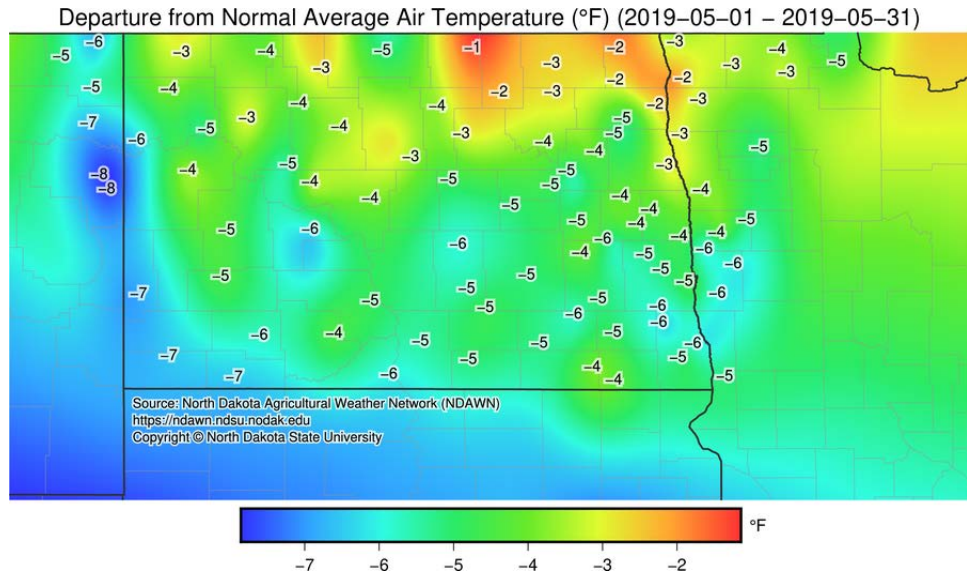 Departure from Normal Average Air Temperature (°F) (2019−05−01 − 2019−05−31)
−6 −3 −4 −5 −1 −2 −3 −4
−5 −3 −3 −3 −3 −5
−5 −4 −2 −3 −2 −2
−4 −4 −2 −3
−7 −5 −3 −4 −5
−6 −3 −4 −5 −3
−3 −4 −5
−8 −4 −5 −5 −3
−8 −4 −5 −5 −4
−4 −5 −4 −4
−5 −6 −5 −4 −5
−6 −4 −6 −4 −4 −6
−5 −5 −6
−5 −5 −5
−7 −5 −5 −5 −6
−5 −6 −6
−6 −4 −5 −5 −5 −6 −6
−7 −5 −4 −5
−7 −6 −4 −5
Source: North Dakota Agricultural Weather Network (NDAWN)
https://ndawn.ndsu.nodak.edu
Copyright © North Dakota State University
°F
−7 −6 −5 −4 −3 −2